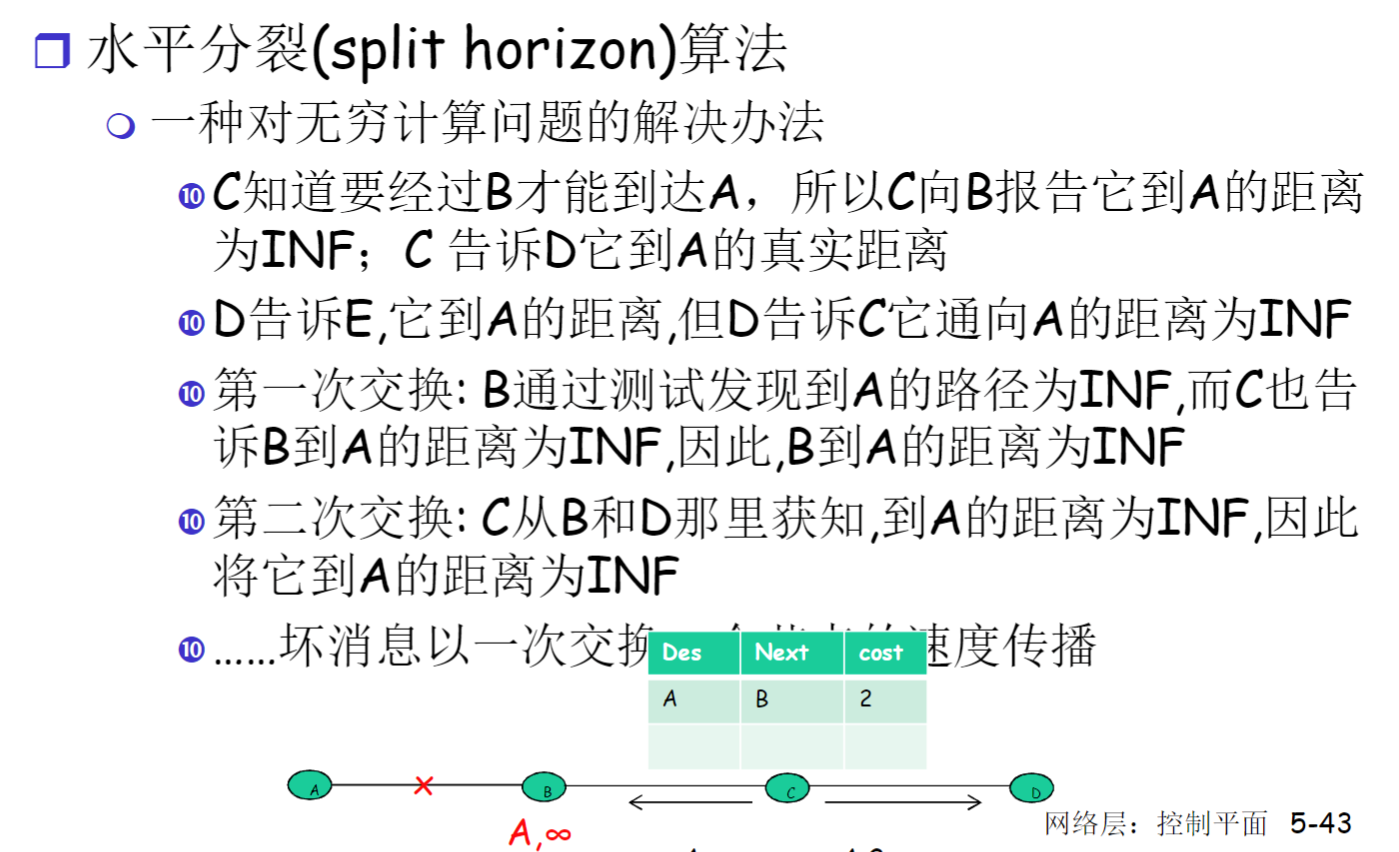 水平分裂(split horizon)算法
一种对无穷计算问题的解决办法
C知道要经过B才能到达A，所以C向B报告它到A的距离
为INF；C 告诉D它到A的真实距离
D告诉E,它到A的距离,但D告诉C它通向A的距离为INF
第一次交换: B通过测试发现到A的路径为INF,而C也告
诉B到A的距离为INF,因此,B到A的距离为INF
第二次交换: C从B和D那里获知,到A的距离为INF,因此
将它到A的距离为INF
……坏消息以一次交换 速度传播
Des Next cost
A B 2
A B C D
A,∞
网络层：控制平面 5-43